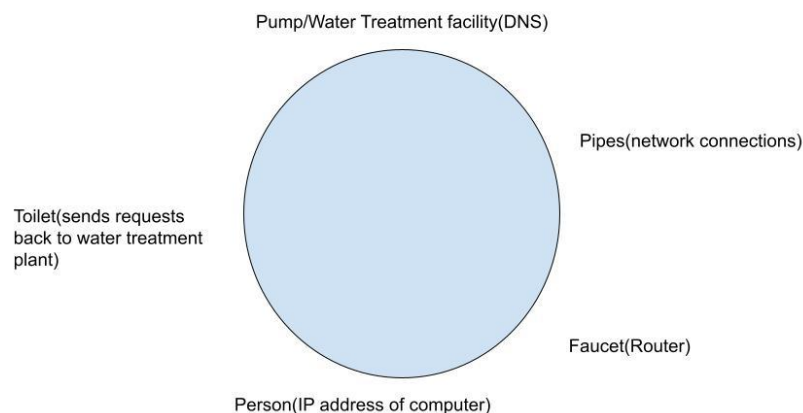 Pump/Water Treatment facility(DNS)
Pipes(network connections)
Toilet(sends requests
back to water treatment
plant)
Faucet(Router)
Person(IP address of computer)